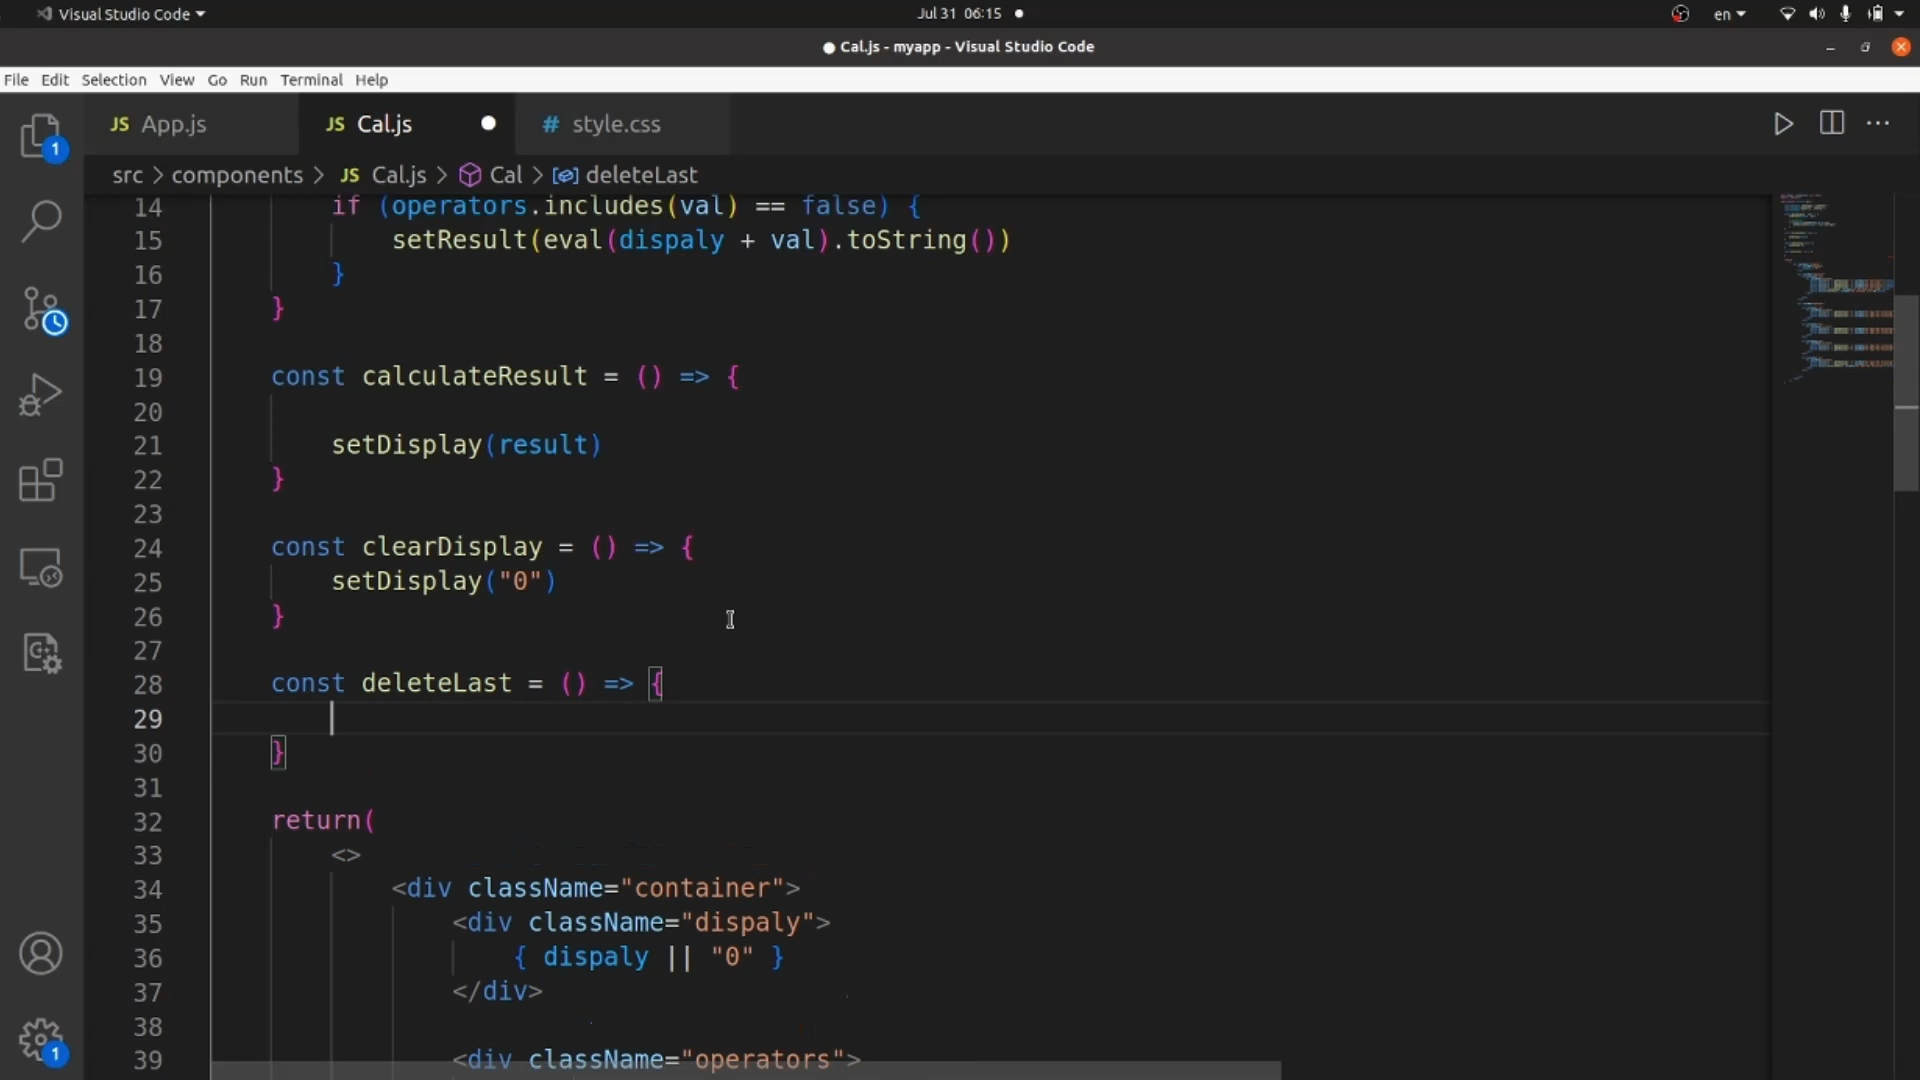 Visual Studio Code
Jul 31 06:15
en
Cal.js - myapp - Visual Studio Code
File Edit Selection View Go Run Terminal Help
JS App.js
JS Cal.js
# style.css
src > components > JS Cal.js > Cal > deleteLast
14 if (operators.includes(val) == false) {
15 setResult(eval(dispaly + val).toString())
16 }
17 }
18
19 const calculateResult = () => {
20
21 setDisplay(result)
22 }
23
24 const clearDisplay = () => {
25 setDisplay("0")
26 }
27
28 const deleteLast = () => {
29
30 }
31
32 return(
33 <>
34 <div className="container">
35 <div className="dispaly">
36 { dispaly || "0" }
37 </div>
38
39 <div className="operators">
1
1